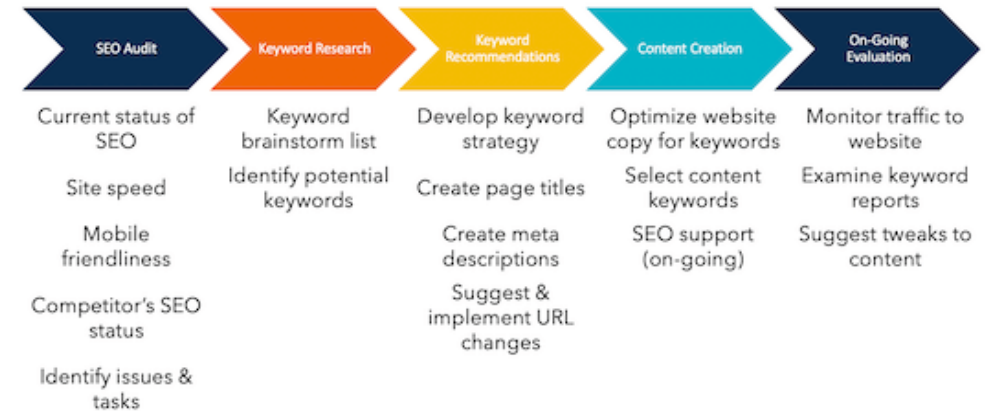 SEO Audit
Keyword Research
Keyword
Recommendations
Content Creation
On-Going
Evaluation
Current status of
SEO
Site speed
Mobile
friendliness
Competitor's SEO
status
Identify issues &
tasks
Keyword
brainstorm list
Identify potential
keywords
Develop keyword
strategy
Create page titles
Create meta
descriptions
Suggest &
implement URL
changes
Optimize website
copy for keywords
Select content
keywords
SEO support
(on-going)
Monitor traffic to
website
Examine keyword
reports
Suggest tweaks to
content